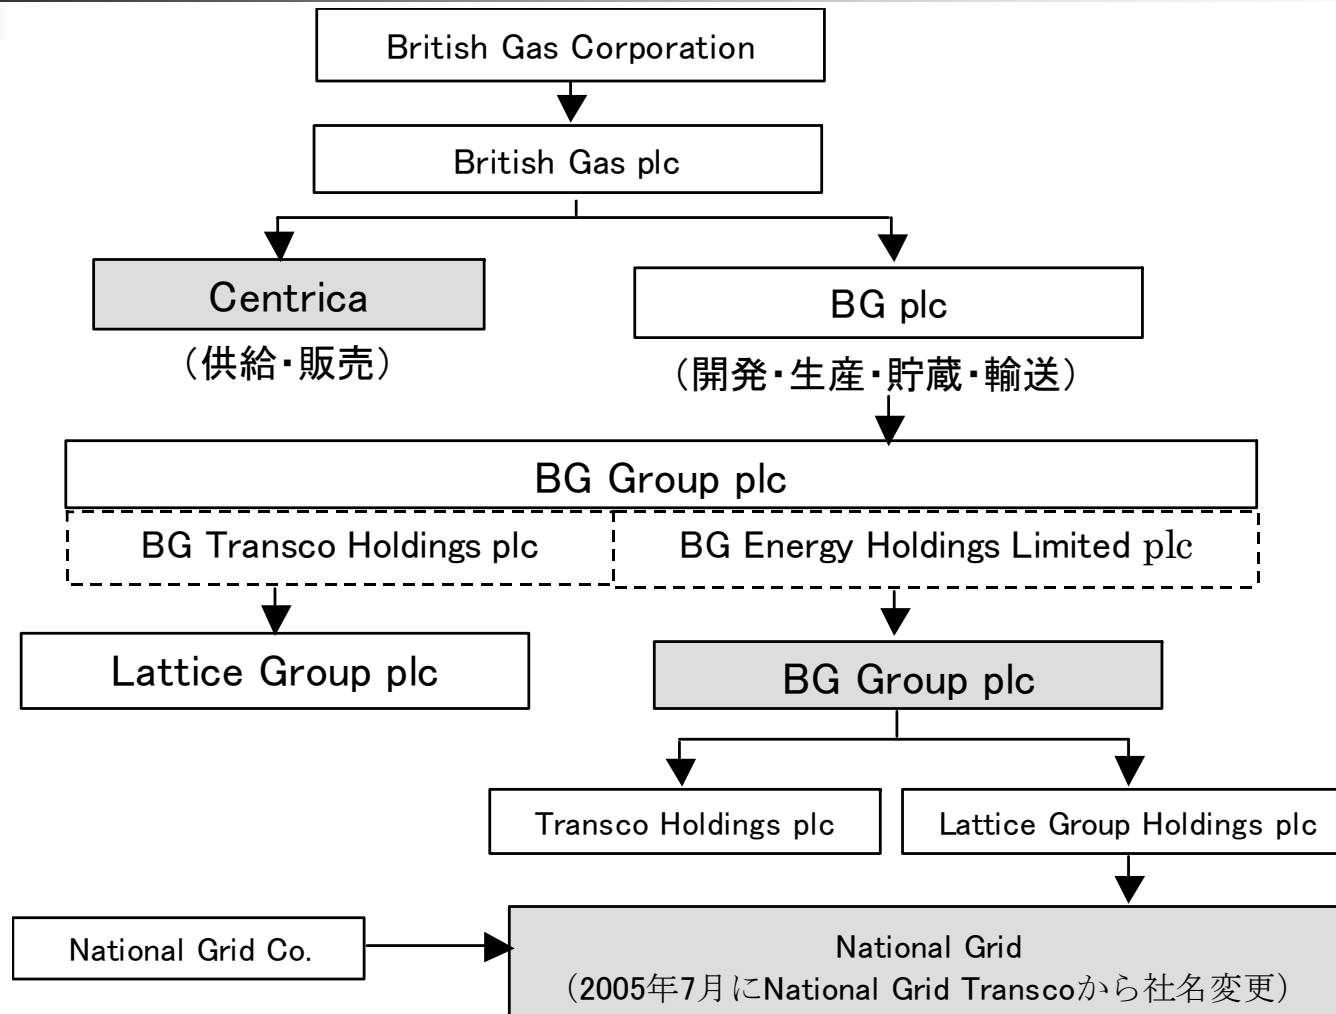 British Gas Corporation
British Gas plc
Centrica
(供給・販売)
BG plc
(開発・生産・貯蔵・輸送)
BG Group plc
BG Transco Holdings plc
BG Energy Holdings Limited plc
Lattice Group plc
BG Group plc
Transco Holdings plc
Lattice Group Holdings plc
National Grid Co.
National Grid
(2005年7月にNational Grid Transcoから社名変更)